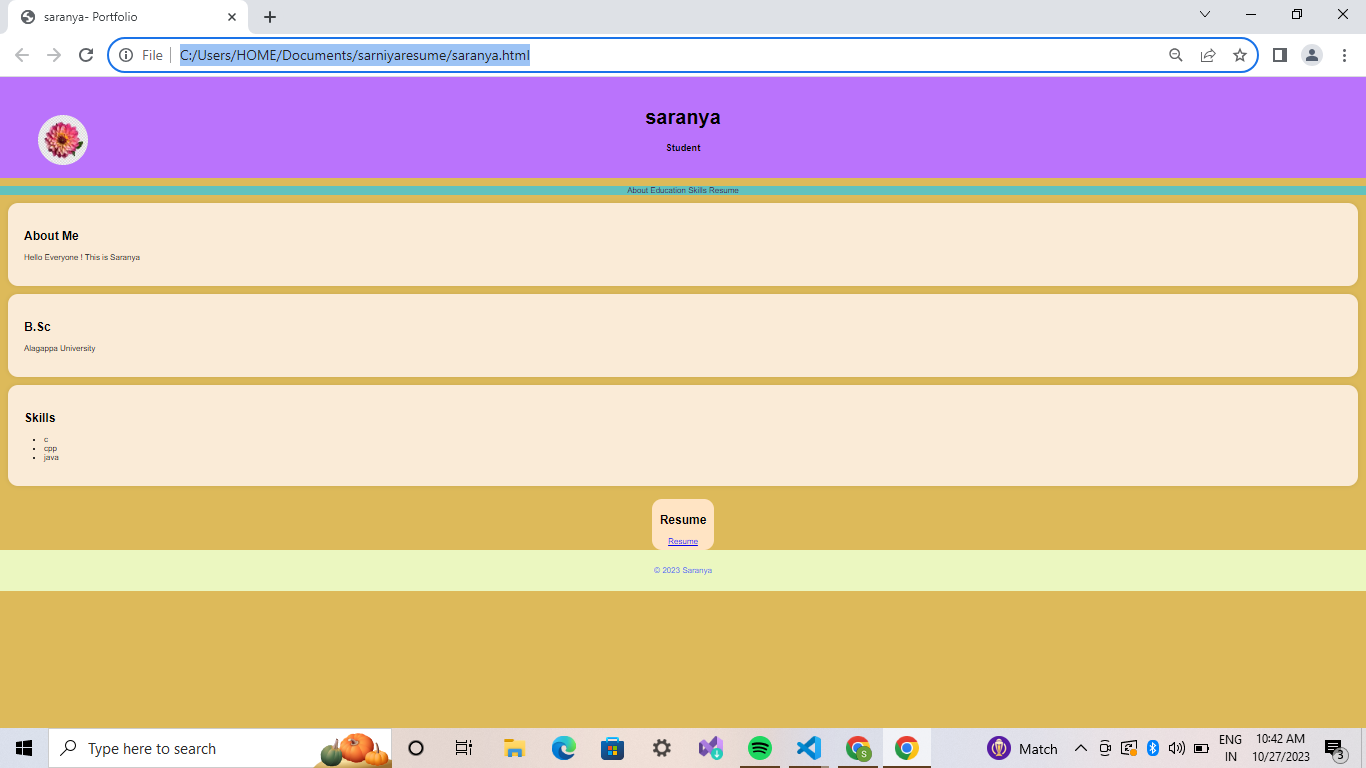 saranya- Portfolio
File
C:/Users/HOME/Documents/sarniyaresume/saranya.html
saranya
Student
About Education Skills Resume
About Me
Hello Everyone ! This is Saranya
B.Sc
Alagappa University
Skills
c
cpp
java
Resume
Resume
© 2023 Saranya
Type here to search
S
Match
ENG
IN
10:42 AM
10/27/2023
3